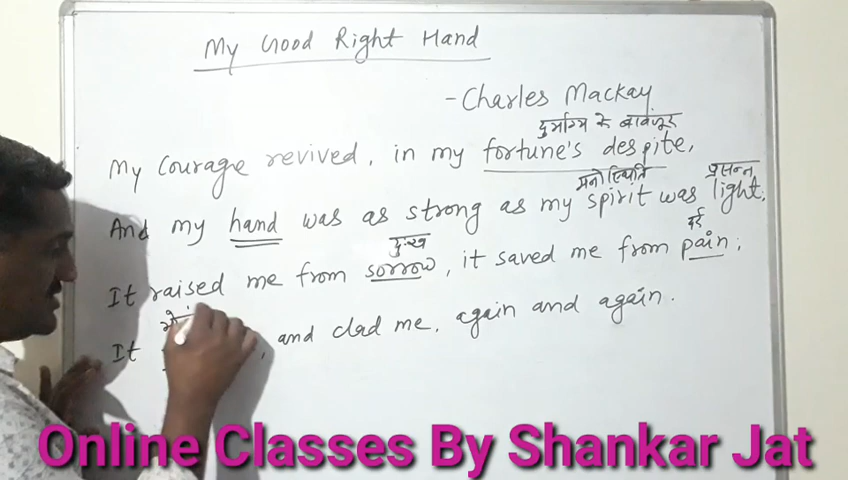 My Good Right Hand
- Charles Mackay
दुर्भाग्य के बावजूद
My Courage revived, in my fortune's despite,
मनोस्थिति प्रसन्न
And my hand was as strong as my spirit was light;
दुःख दर्द
It raised me from sorrow, it saved me from pain;
It , and clad me, again and again.
Online Classes By Shankar Jat